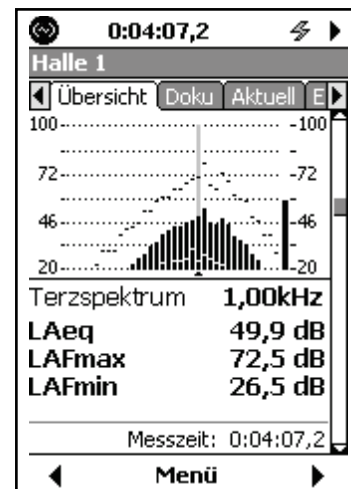 0:04:07,2
Halle 1
Übersicht Doku Aktuell E
100 -100
72 -72
46 -46
20 -20
Terzspektrum 1,00kHz
LAeq 49,9 dB
LAFmax 72,5 dB
LAFmin 26,5 dB
Messzeit: 0:04:07,2
Menü